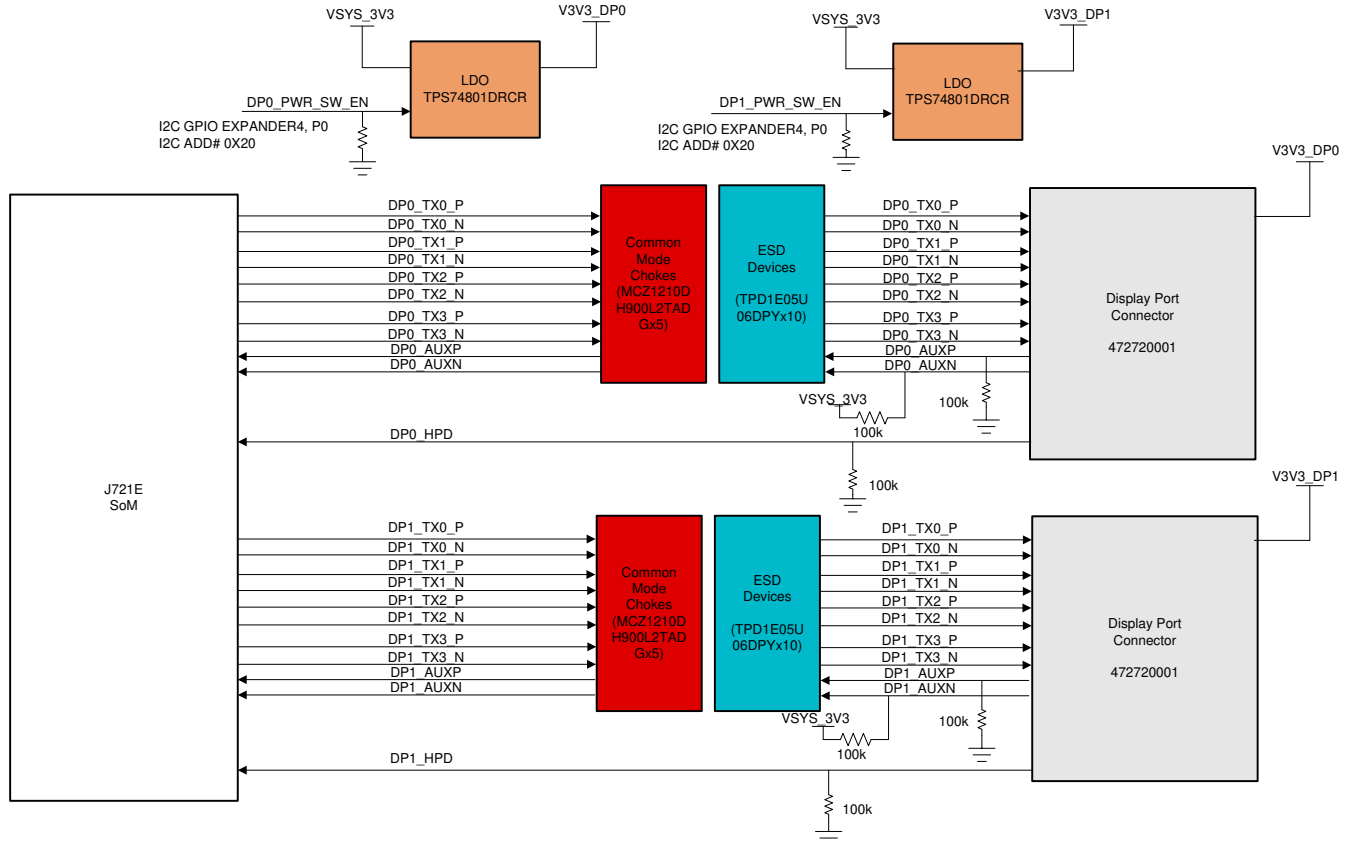 VSYS_3V3
V3V3_DP0
LDO
TPS74801DRCR
DP0_PWR_SW_EN
I2C GPIO EXPANDER4, P0
I2C ADD# 0X20
VSYS_3V3
V3V3_DP1
LDO
TPS74801DRCR
DP1_PWR_SW_EN
I2C GPIO EXPANDER4, P0
I2C ADD# 0X20
J721E
SoM
DP0_TX0_P
DP0_TX0_N
DP0_TX1_P
DP0_TX1_N
DP0_TX2_P
DP0_TX2_N
DP0_TX3_P
DP0_TX3_N
DP0_AUXP
DP0_AUXN
DP0_HPD
Common
Mode
Chokes
(MCZ1210D
H900L2TAD
Gx5)
ESD
Devices
(TPD1E05U
06DPYx10)
DP0_TX0_P
DP0_TX0_N
DP0_TX1_P
DP0_TX1_N
DP0_TX2_P
DP0_TX2_N
DP0_TX3_P
DP0_TX3_N
DP0_AUXP
DP0_AUXN
VSYS_3V3
100k
100k
100k
Display Port
Connector
472720001
V3V3_DP0
DP1_TX0_P
DP1_TX0_N
DP1_TX1_P
DP1_TX1_N
DP1_TX2_P
DP1_TX2_N
DP1_TX3_P
DP1_TX3_N
DP1_AUXP
DP1_AUXN
DP1_HPD
Common
Mode
Chokes
(MCZ1210D
H900L2TAD
Gx5)
ESD
Devices
(TPD1E05U
06DPYx10)
DP1_TX0_P
DP1_TX0_N
DP1_TX1_P
DP1_TX1_N
DP1_TX2_P
DP1_TX2_N
DP1_TX3_P
DP1_TX3_N
DP1_AUXP
DP1_AUXN
VSYS_3V3
100k
100k
100k
Display Port
Connector
472720001
V3V3_DP1